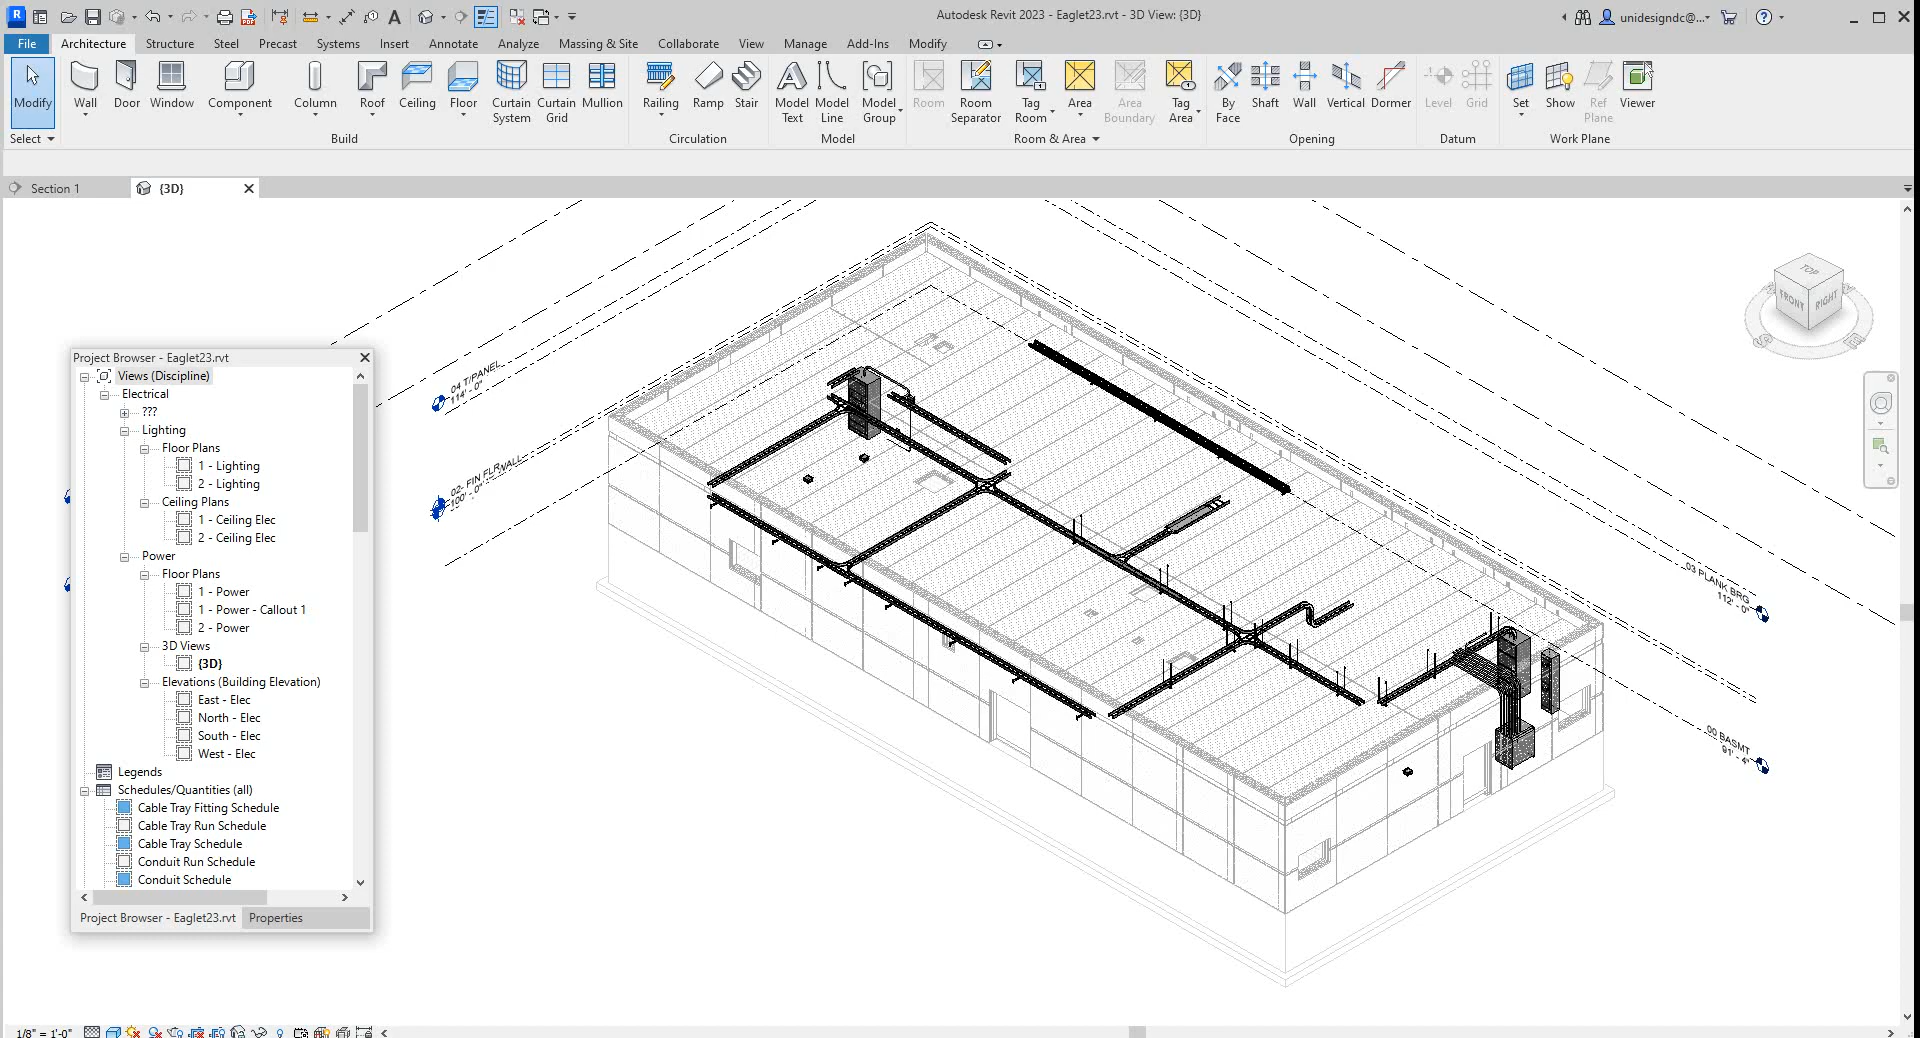 R
Autodesk Revit 2023 - Eaglet23.rvt - 3D View: {3D}
unidesigndc@...
File Architecture Structure Steel Precast Systems Insert Annotate Analyze Massing & Site Collaborate View Manage Add-Ins Modify
Modify
Wall
Door
Window
Component
Column
Roof
Ceiling
Floor
Curtain System
Curtain Grid
Mullion
Railing
Ramp
Stair
Model Text
Model Line
Model Group
Room
Room Separator
Tag Room
Area
Area Boundary
Tag Area
By Face
Shaft
Wall
Vertical
Dormer
Level
Grid
Set
Show
Ref Plane
Viewer
Select
Build
Circulation
Model
Room & Area
Opening
Datum
Work Plane
Section 1
{3D}
TOP
FRONT
RIGHT
Project Browser - Eaglet23.rvt
Views (Discipline)
Electrical
???
Lighting
Floor Plans
1 - Lighting
2 - Lighting
Ceiling Plans
1 - Ceiling Elec
2 - Ceiling Elec
Power
Floor Plans
1 - Power
1 - Power - Callout 1
2 - Power
3D Views
{3D}
Elevations (Building Elevation)
East - Elec
North - Elec
South - Elec
West - Elec
Legends
Schedules/Quantities (all)
Cable Tray Fitting Schedule
Cable Tray Run Schedule
Cable Tray Schedule
Conduit Run Schedule
Conduit Schedule
Project Browser - Eaglet23.rvt
Properties
04 T/PANEL
114' - 0"
100' - 0"
03 PLANK BRG
112' - 0"
00 BASMT
91' - 4"
1/8" = 1'-0"